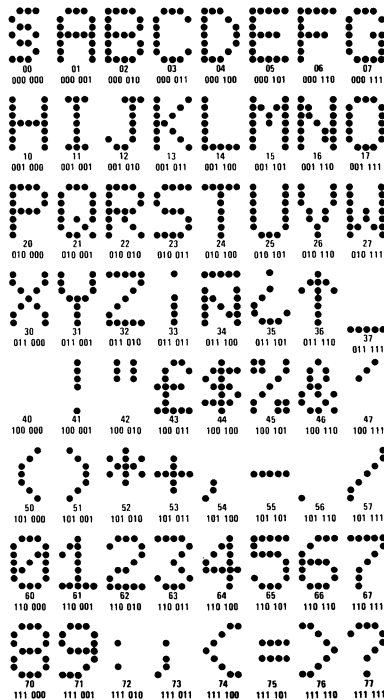 S A B C D E F G
00 01 02 03 04 05 06 07
000 000 000 001 000 010 000 011 000 100 000 101 000 110 000 111
H I J K L M N O
10 11 12 13 14 15 16 17
001 000 001 001 001 010 001 011 001 100 001 101 001 110 001 111
P Q R S T U V W
20 21 22 23 24 25 26 27
010 000 010 001 010 010 010 011 010 100 010 101 010 110 010 111
X Y Z ¡ Ñ ¿ ↑ _
30 31 32 33 34 35 36 37
011 000 011 001 011 010 011 011 011 100 011 101 011 110 011 111
! " £ $ % & ′
40 41 42 43 44 45 46 47
100 000 100 001 100 010 100 011 100 100 100 101 100 110 100 111
( ) * + , - . /
50 51 52 53 54 55 56 57
101 000 101 001 101 010 101 011 101 100 101 101 101 110 101 111
0 1 2 3 4 5 6 7
60 61 62 63 64 65 66 67
110 000 110 001 110 010 110 011 110 100 110 101 110 110 110 111
8 9 : ; < = > ?
70 71 72 73 74 75 76 77
111 000 111 001 111 010 111 011 111 100 111 101 111 110 111 111